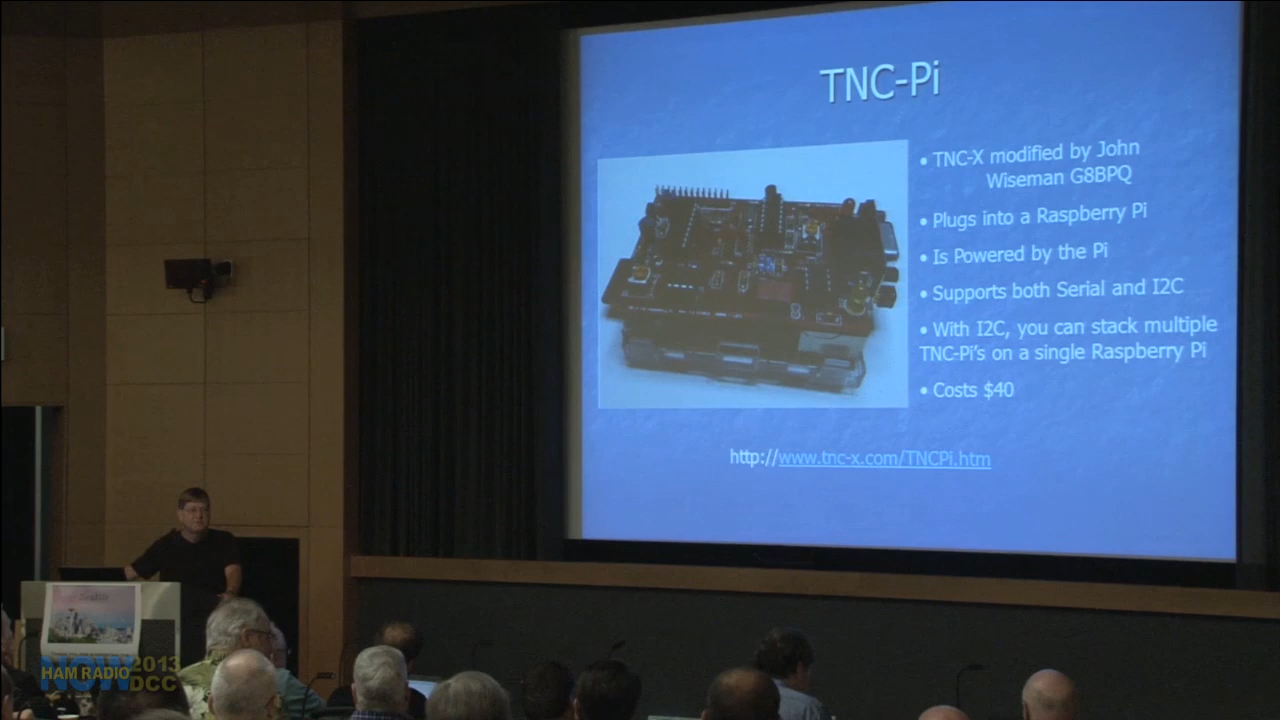 TNC-Pi
• TNC-X modified by John
Wiseman G8BPQ
• Plugs into a Raspberry Pi
• Is Powered by the Pi
• Supports both Serial and I2C
• With I2C, you can stack multiple
TNC-Pi's on a single Raspberry Pi
• Costs $40
http://www.tnc-x.com/TNCPi.htm
HAM RADIO
NOW
2013
DCC